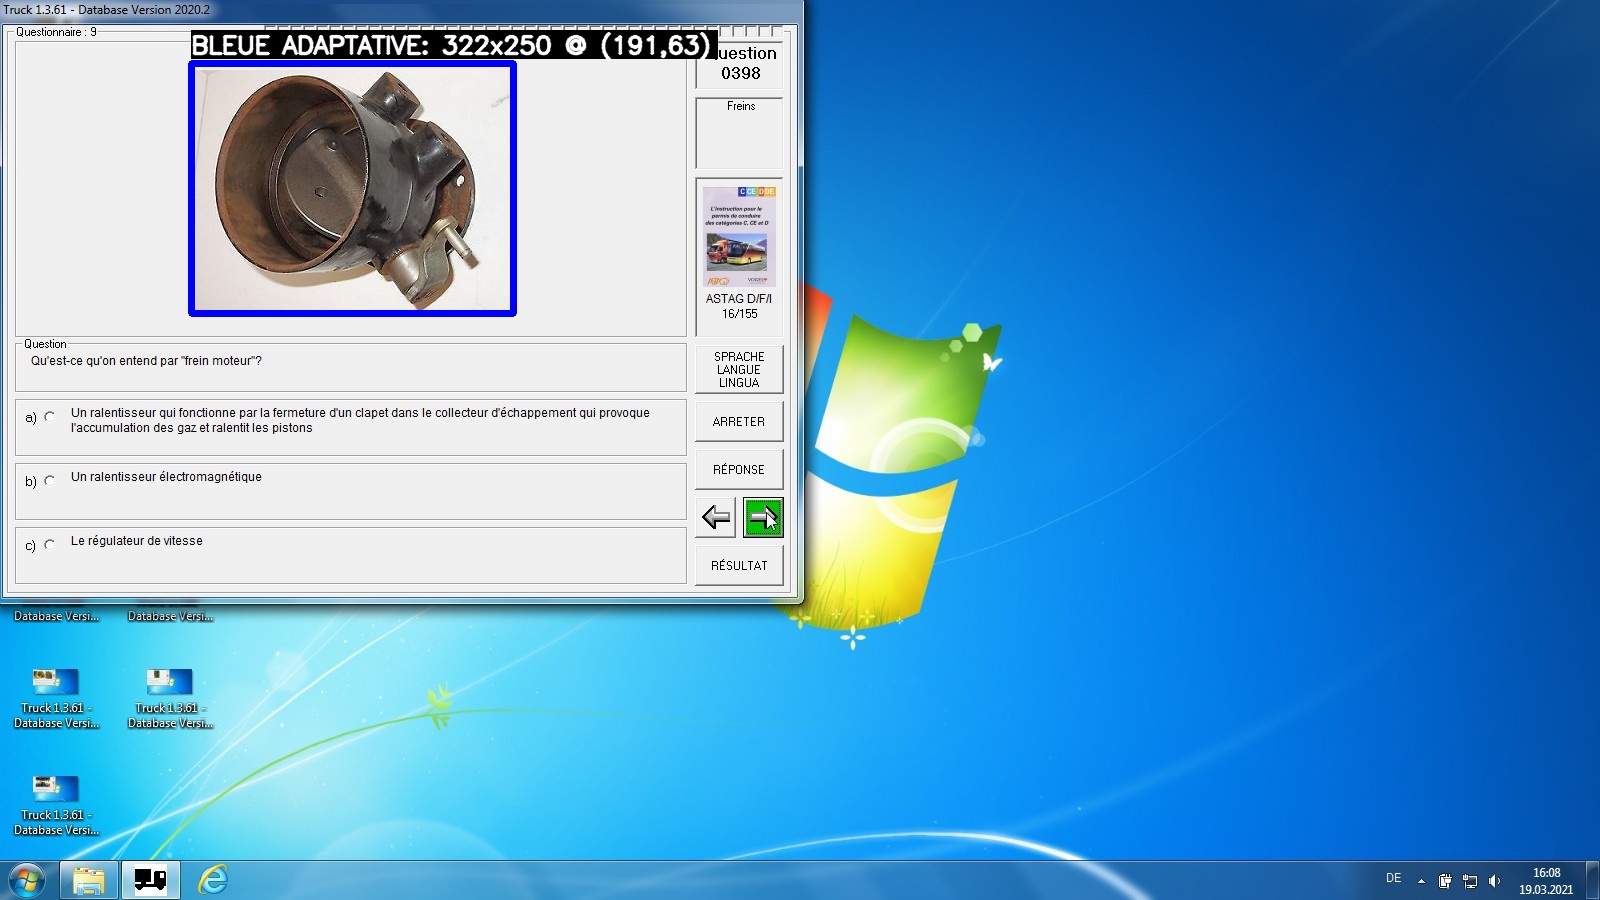 Truck 1.3.61 - Database Version 2020.2
Questionnaire : 9
BLEUE ADAPTATIVE: 322x250 @ (191,63)
uestion
0398
Freins
C CE D DE
L'instruction pour le
permis de conduire
des catégories C, CE et D
ASTAG D/F/I
16/155
Question
Qu'est-ce qu'on entend par "frein moteur"?
SPRACHE
LANGUE
LINGUA
a) Un ralentisseur qui fonctionne par la fermeture d'un clapet dans le collecteur d'échappement qui provoque
l'accumulation des gaz et ralentit les pistons
ARRETER
b) Un ralentisseur électromagnétique
RÉPONSE
c) Le régulateur de vitesse
RÉSULTAT
Database Versi...
Database Versi...
Truck 1.3.61 -
Database Versi...
Truck 1.3.61 -
Database Versi...
Truck 1.3.61 -
Database Versi...
DE
16:08
19.03.2021